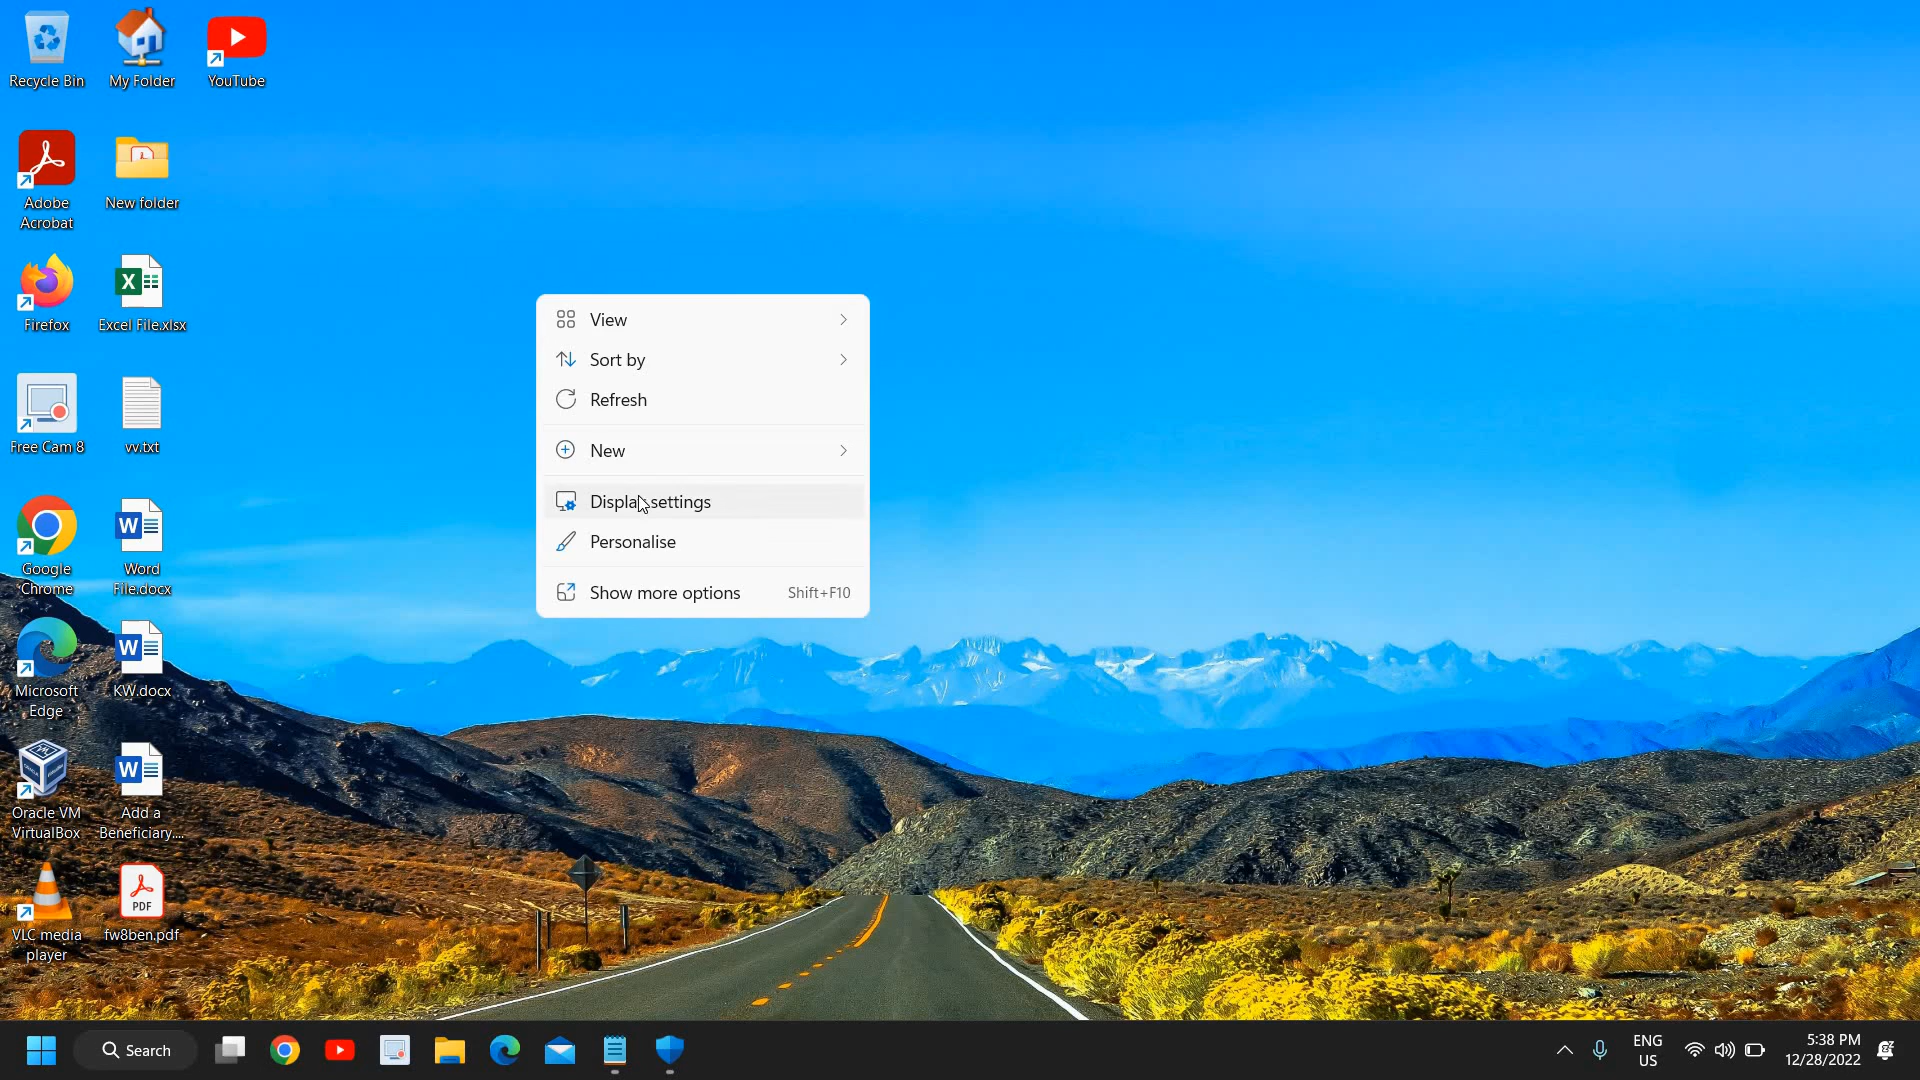 Recycle Bin
My Folder
YouTube
Adobe
Acrobat
New folder
Firefox
Excel File.xlsx
Free Cam 8
vv.txt
Google
Chrome
Word
File.docx
Microsoft
Edge
KW.docx
Oracle VM
VirtualBox
Add a
Beneficiary....
VLC media
player
PDF
fw8ben.pdf
View
Sort by
Refresh
New
Display settings
Personalise
Show more options Shift+F10
Search
ENG
US
5:38 PM
12/28/2022